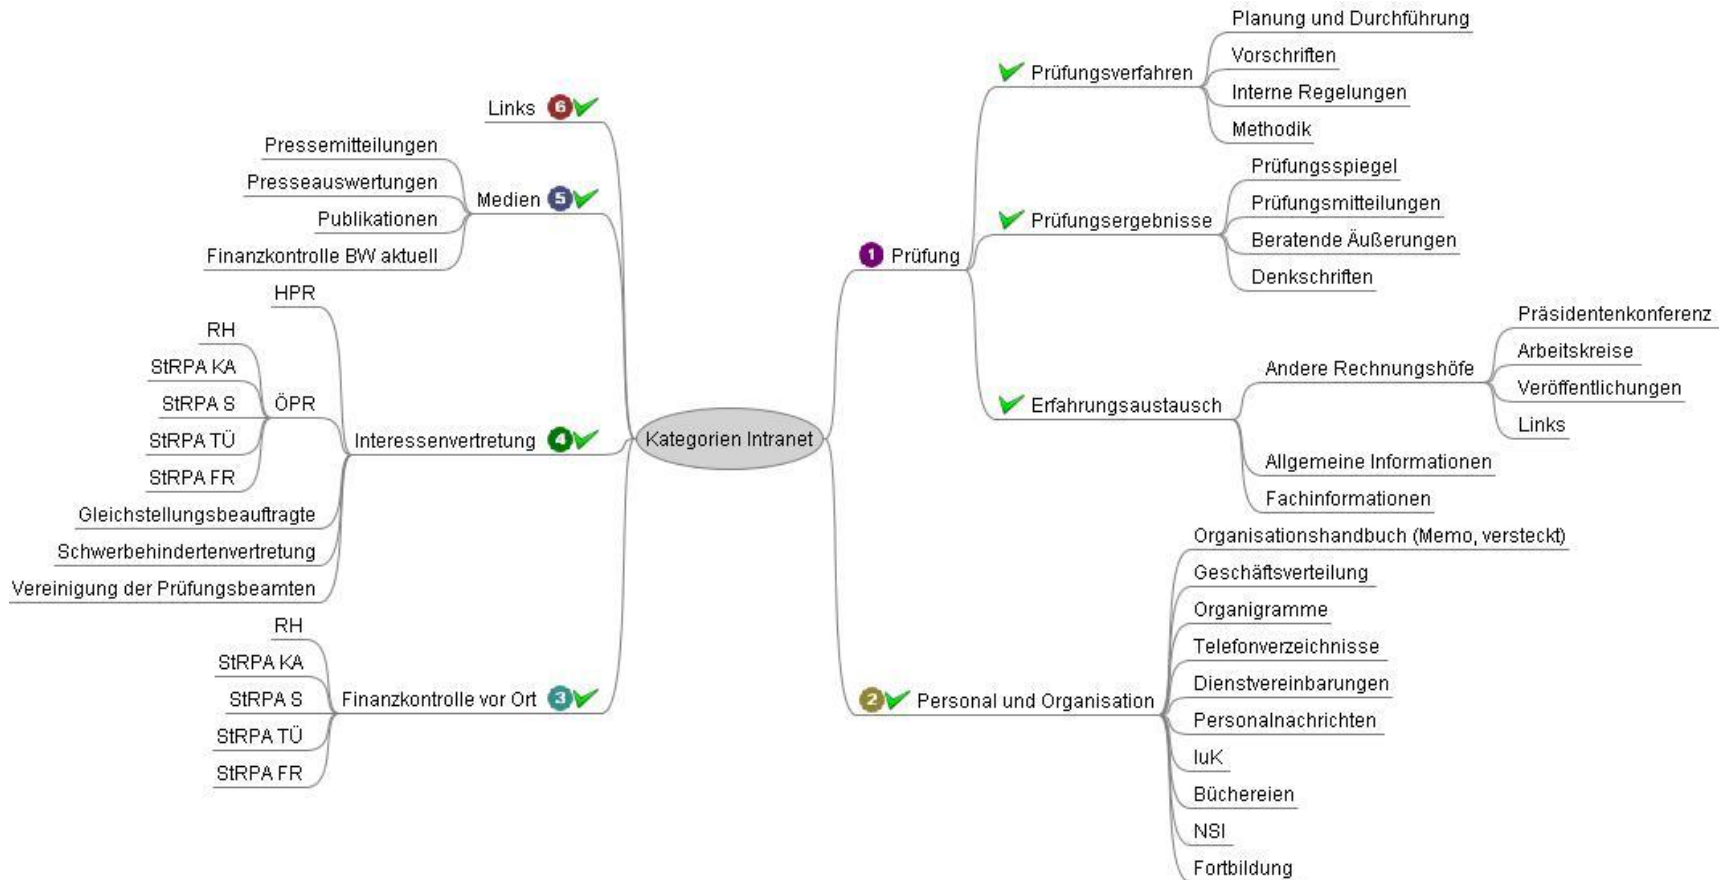 Kategorien Intranet
1 Prüfung
Prüfungsverfahren
Planung und Durchführung
Vorschriften
Interne Regelungen
Methodik
Prüfungsergebnisse
Prüfungsspiegel
Prüfungsmitteilungen
Beratende Äußerungen
Denkschriften
Erfahrungsaustausch
Andere Rechnungshöfe
Präsidentenkonferenz
Arbeitskreise
Veröffentlichungen
Links
Allgemeine Informationen
Fachinformationen
2 Personal und Organisation
Organisationshandbuch (Memo, versteckt)
Geschäftsverteilung
Organigramme
Telefonverzeichnisse
Dienstvereinbarungen
Personalnachrichten
IuK
Büchereien
NSI
Fortbildung
Finanzkontrolle vor Ort 3
RH
StRPA KA
StRPA S
StRPA TÜ
StRPA FR
Interessenvertretung 4
HPR
ÖPR
RH
StRPA KA
StRPA S
StRPA TÜ
StRPA FR
Gleichstellungsbeauftragte
Schwerbehindertenvertretung
Vereinigung der Prüfungsbeamten
Medien 5
Pressemitteilungen
Presseauswertungen
Publikationen
Finanzkontrolle BW aktuell
Links 6